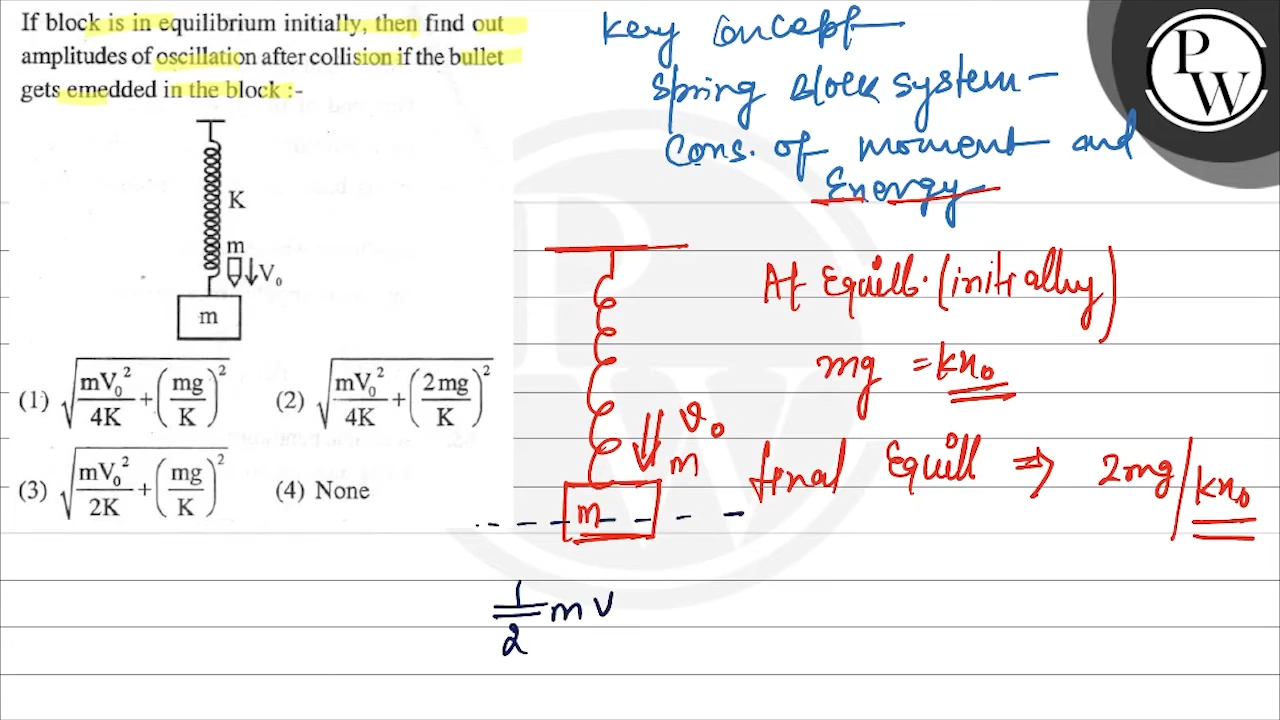 If block is in equilibrium initially, then find out
amplitudes of oscillation after collision if the bullet
gets emedded in the block :-
K
m
V₀
m
(1) √(mV₀²/4K + (mg/K)²) (2) √(mV₀²/4K + (2mg/K)²)
(3) √(mV₀²/2K + (mg/K)²) (4) None
Key Concept
Spring Block system -
Cons. of moment and
Energy
P
W
At Equill. (initially)
mg = kx₀
v₀
m
m
final Equill ⇒ 2mg/kx₀
1/2 mv